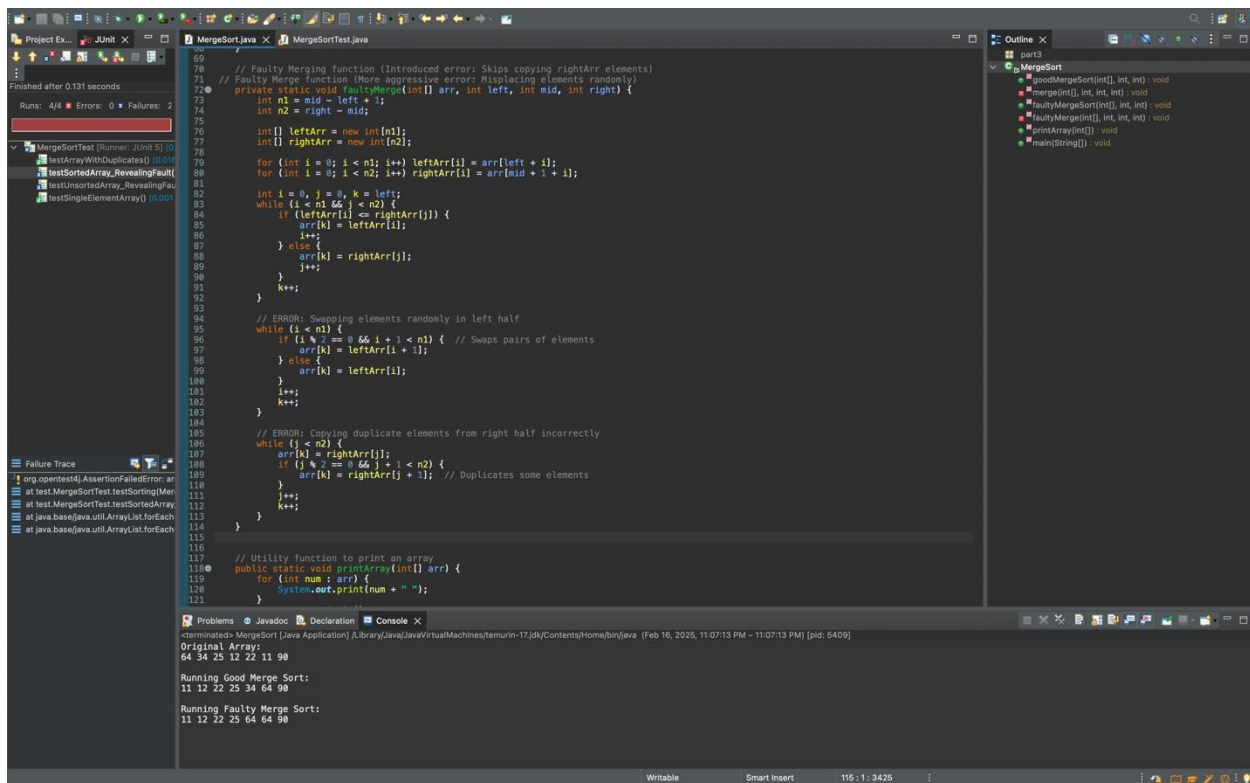 Project Ex...
JUnit
Finished after 0.131 seconds
Runs: 4/4 Errors: 0 Failures: 2
MergeSortTest [Runner: JUnit 5] (0.
testArrayWithDuplicates() (0.016
testSortedArray_RevealingFault(
testUnsortedArray_RevealingFau
testSingleElementArray() (0.001
Failure Trace
org.opentest4j.AssertionFailedError: ar
at test.MergeSortTest.testSorting(Mer
at test.MergeSortTest.testSortedArray_
at java.base/java.util.ArrayList.forEach
at java.base/java.util.ArrayList.forEach
MergeSort.java
MergeSortTest.java
68 }
69
70 // Faulty Merging function (Introduced error: Skips copying rightArr elements)
71 // Faulty Merge function (More aggressive error: Misplacing elements randomly)
72 private static void faultyMerge(int[] arr, int left, int mid, int right) {
73 int n1 = mid - left + 1;
74 int n2 = right - mid;
75
76 int[] leftArr = new int[n1];
77 int[] rightArr = new int[n2];
78
79 for (int i = 0; i < n1; i++) leftArr[i] = arr[left + i];
80 for (int i = 0; i < n2; i++) rightArr[i] = arr[mid + 1 + i];
81
82 int i = 0, j = 0, k = left;
83 while (i < n1 && j < n2) {
84 if (leftArr[i] <= rightArr[j]) {
85 arr[k] = leftArr[i];
86 i++;
87 } else {
88 arr[k] = rightArr[j];
89 j++;
90 }
91 k++;
92 }
93
94 // ERROR: Swapping elements randomly in left half
95 while (i < n1) {
96 if (i % 2 == 0 && i + 1 < n1) { // Swaps pairs of elements
97 arr[k] = leftArr[i + 1];
98 } else {
99 arr[k] = leftArr[i];
100 }
101 i++;
102 k++;
103 }
104
105 // ERROR: Copying duplicate elements from right half incorrectly
106 while (j < n2) {
107 arr[k] = rightArr[j];
108 if (j % 2 == 0 && j + 1 < n2) {
109 arr[k] = rightArr[j + 1]; // Duplicates some elements
110 }
111 j++;
112 k++;
113 }
114 }
115
116
117 // Utility function to print an array
118 public static void printArray(int[] arr) {
119 for (int num : arr) {
120 System.out.print(num + " ");
121 }
Outline
part3
MergeSort
goodMergeSort(int[], int, int) : void
merge(int[], int, int, int) : void
faultyMergeSort(int[], int, int) : void
faultyMerge(int[], int, int, int) : void
printArray(int[]) : void
main(String[]) : void
Problems
Javadoc
Declaration
Console
<terminated> MergeSort [Java Application] /Library/Java/JavaVirtualMachines/temurin-17.jdk/Contents/Home/bin/java (Feb 16, 2025, 11:07:13 PM – 11:07:13 PM) [pid: 5409]
Original Array:
64 34 25 12 22 11 90

Running Good Merge Sort:
11 12 22 25 34 64 90

Running Faulty Merge Sort:
11 12 22 25 64 64 90
Writable
Smart Insert
115 : 1 : 3425